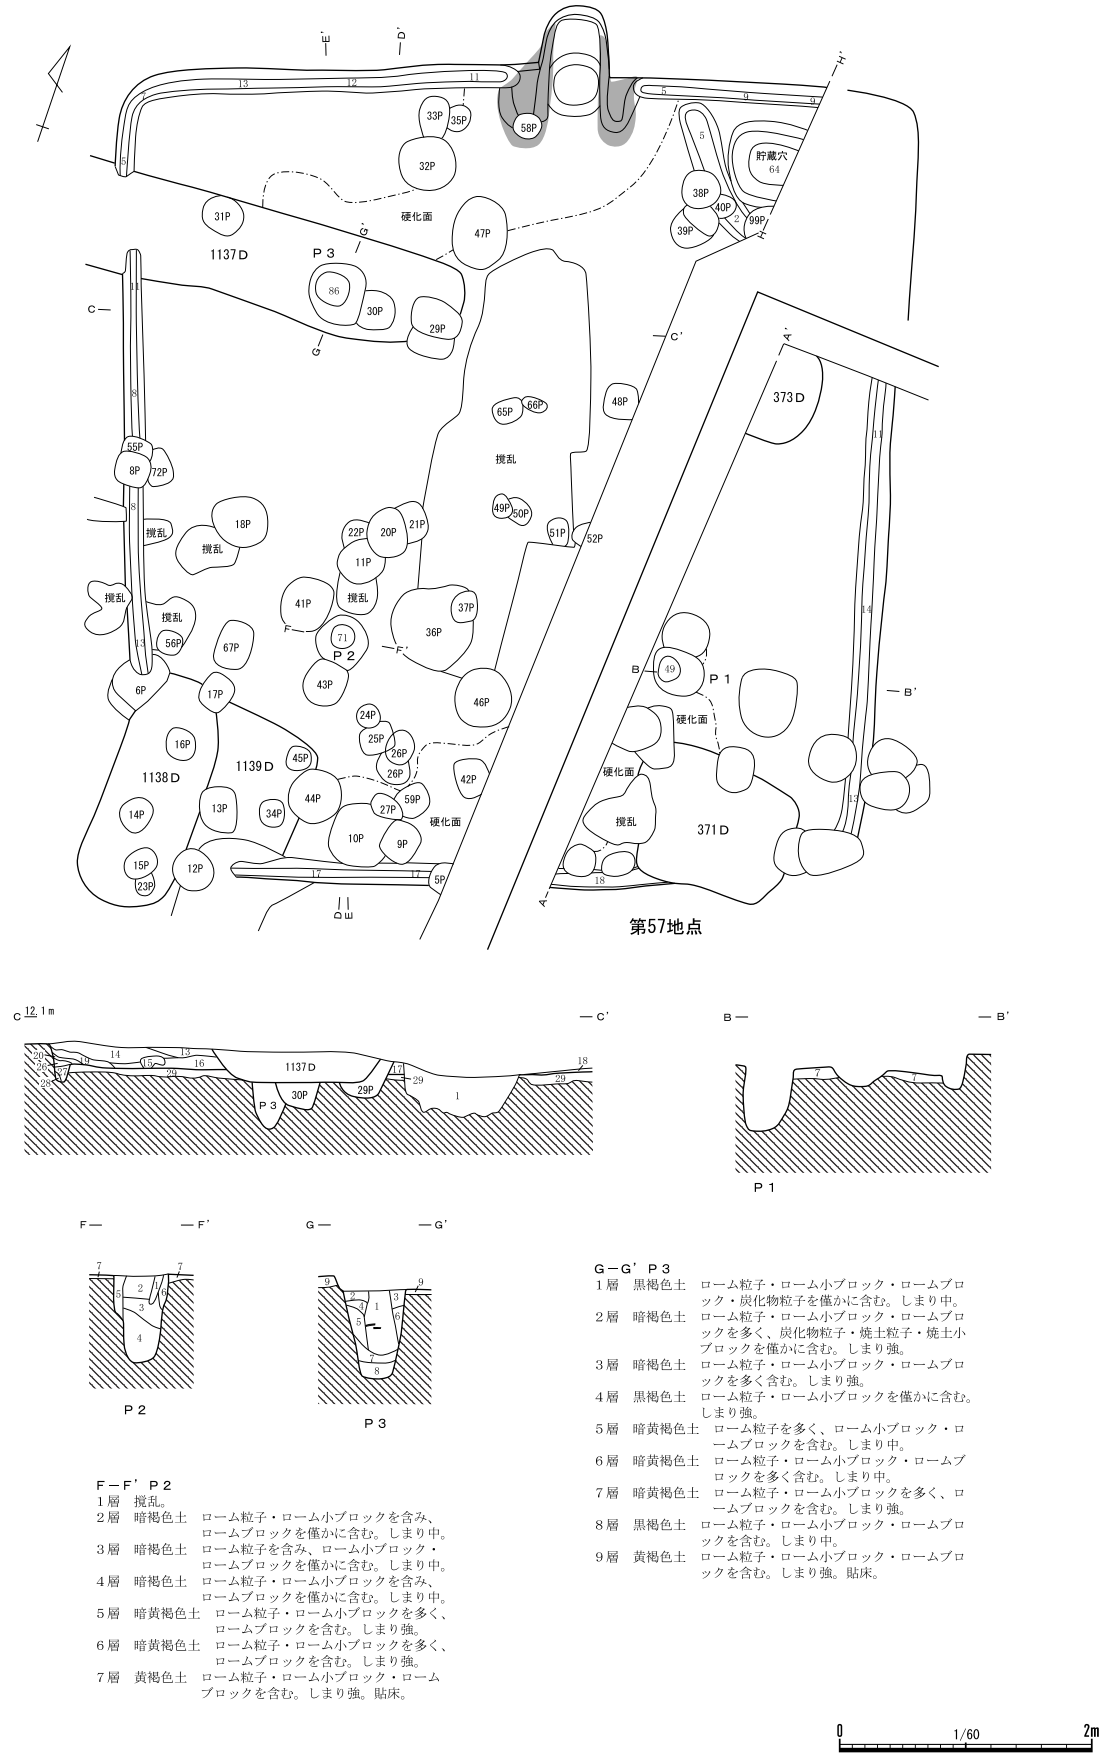 E'
D'
H'
13
12
11
7
5
5
9
9
33P
35P
58P
5
貯蔵穴
64
32P
38P
40P
2
99P
39P
H
31P
硬化面
47P
G'
1137D
P3
86
30P
29P
11
C
G
C'
A'
8
65P
66P
48P
373D
11
55P
8P
72P
攪乱
8
18P
攪乱
攪乱
49P
50P
51P
52P
22P
20P
21P
11P
攪乱
攪乱
攪乱
41P
37P
36P
14
13
56P
67P
F
71
P2
F'
B
49
P1
6P
17P
43P
46P
B'
24P
25P
26P
26P
硬化面
16P
1138D
1139D
45P
44P
42P
硬化面
14P
13P
34P
27P
59P
10P
9P
硬化面
攪乱
371D
13
15P
23P
12P
17
17
5P
18
D
E
A
第57地点
C 12.1m
C'
B
B'
20
19
14
13
15
16
26
27
28
29
1137D
P3
30P
29P
17
29
1
18
29
7
7
P1
F
F'
G
G'
7
7
5
2
1
6
3
4
P2
9
9
2
4
1
3
5
6
7
8
P3
F－F' P2
1層 攪乱。
2層 暗褐色土 ローム粒子・ローム小ブロックを含み、
ロームブロックを僅かに含む。しまり中。
3層 暗褐色土 ローム粒子を含み、ローム小ブロック・
ロームブロックを僅かに含む。しまり中。
4層 暗褐色土 ローム粒子・ローム小ブロックを含み、
ロームブロックを僅かに含む。しまり中。
5層 暗黄褐色土 ローム粒子・ローム小ブロックを多く、
ロームブロックを含む。しまり強。
6層 暗黄褐色土 ローム粒子・ローム小ブロックを多く、
ロームブロックを含む。しまり強。
7層 黄褐色土 ローム粒子・ローム小ブロック・ローム
ブロックを含む。しまり強。貼床。
G－G' P3
1層 黒褐色土 ローム粒子・ローム小ブロック・ロームブロ
ック・炭化物粒子を僅かに含む。しまり中。
2層 暗褐色土 ローム粒子・ローム小ブロック・ロームブロ
ックを多く、炭化物粒子・焼土粒子・焼土小
ブロックを僅かに含む。しまり強。
3層 暗褐色土 ローム粒子・ローム小ブロック・ロームブロ
ックを多く含む。しまり強。
4層 黒褐色土 ローム粒子・ローム小ブロックを僅かに含む。
しまり強。
5層 暗黄褐色土 ローム粒子を多く、ローム小ブロック・ロ
ームブロックを含む。しまり中。
6層 暗黄褐色土 ローム粒子・ローム小ブロック・ロームブ
ロックを多く含む。しまり中。
7層 暗黄褐色土 ローム粒子・ローム小ブロックを多く、ロ
ームブロックを含む。しまり強。
8層 黒褐色土 ローム粒子・ローム小ブロック・ロームブロ
ックを含む。しまり中。
9層 黄褐色土 ローム粒子・ローム小ブロック・ロームブロ
ックを含む。しまり強。貼床。
0
1/60
2m